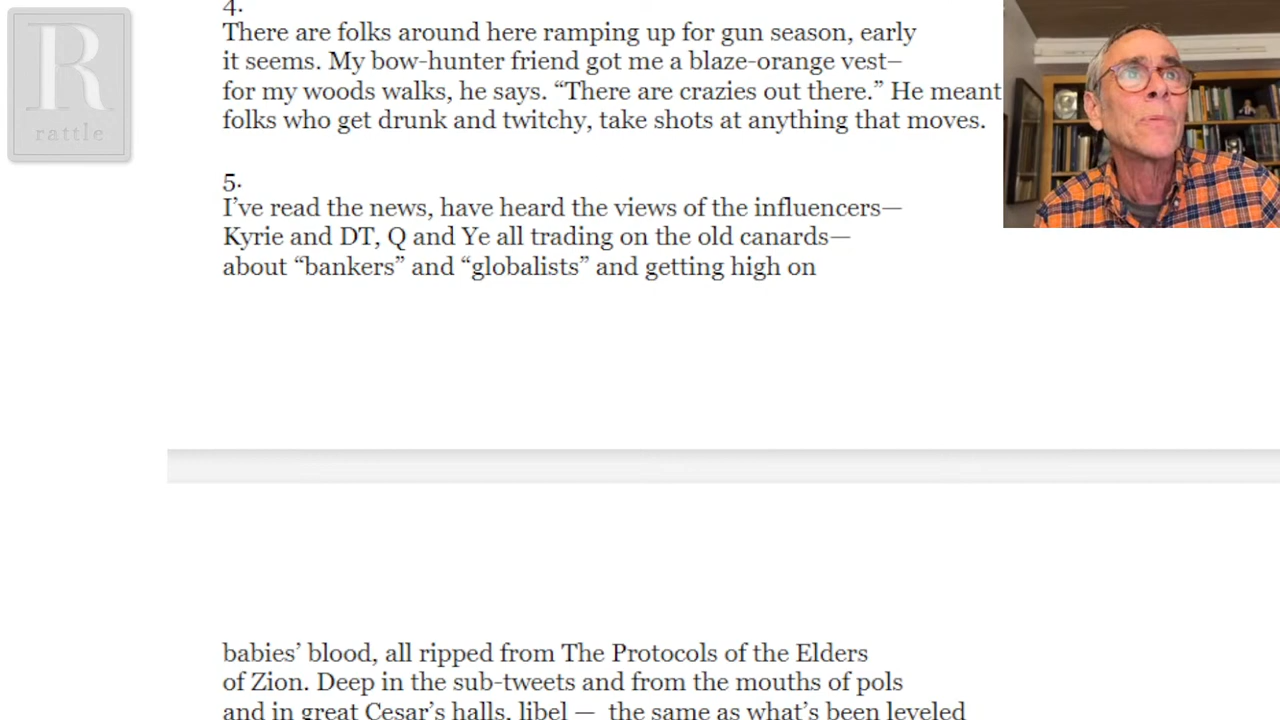 R
rattle
4.
There are folks around here ramping up for gun season, early
it seems. My bow-hunter friend got me a blaze-orange vest–
for my woods walks, he says. “There are crazies out there.” He meant
folks who get drunk and twitchy, take shots at anything that moves.
5.
I’ve read the news, have heard the views of the influencers—
Kyrie and DT, Q and Ye all trading on the old canards—
about “bankers” and “globalists” and getting high on
babies’ blood, all ripped from The Protocols of the Elders
of Zion. Deep in the sub-tweets and from the mouths of pols
and in great Cesar’s halls, libel — the same as what’s been leveled